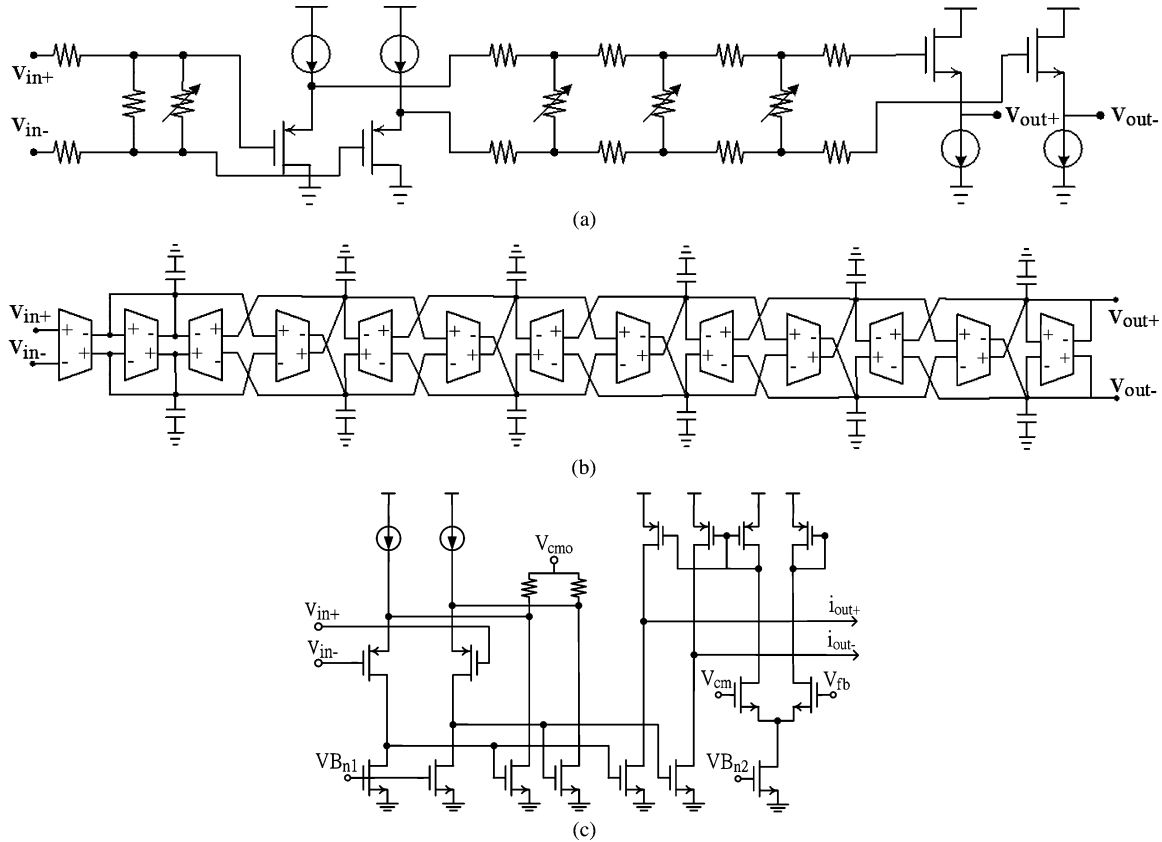 Vin+
Vin-
Vout+
Vout-
(a)
Vin+
Vin-
+
-
-
+
+
-
-
+
-
+
+
-
+
+
-
-
+
+
-
-
+
+
-
-
+
+
-
-
+
+
-
-
+
+
-
-
+
+
-
-
+
+
-
-
+
+
-
-
+
+
-
-
+
+
-
-
+
Vout+
Vout-
(b)
Vcmo
Vin+
Vin-
iout+
iout-
Vcm
Vfb
VBn1
VBn2
(c)